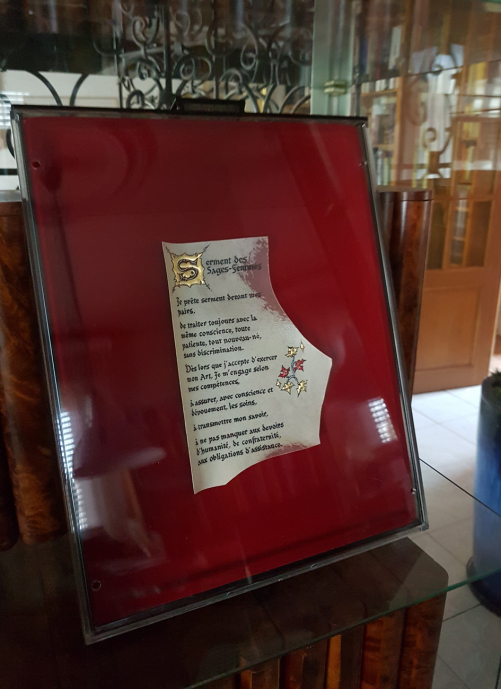 Serment des
Sages-Femmes
Je prête serment devant mes
pairs,
de traiter toujours avec la
même conscience, toute
patiente, tout nouveau-né,
sans discrimination.
Dès lors que j'accepte d'exercer
mon Art, Je m'engage selon
mes compétences,
à assurer, avec conscience et
dévouement, les soins,
à transmettre mon savoir,
à ne pas manquer aux devoirs
d'humanité, de confraternité,
aux obligations d'assistance.